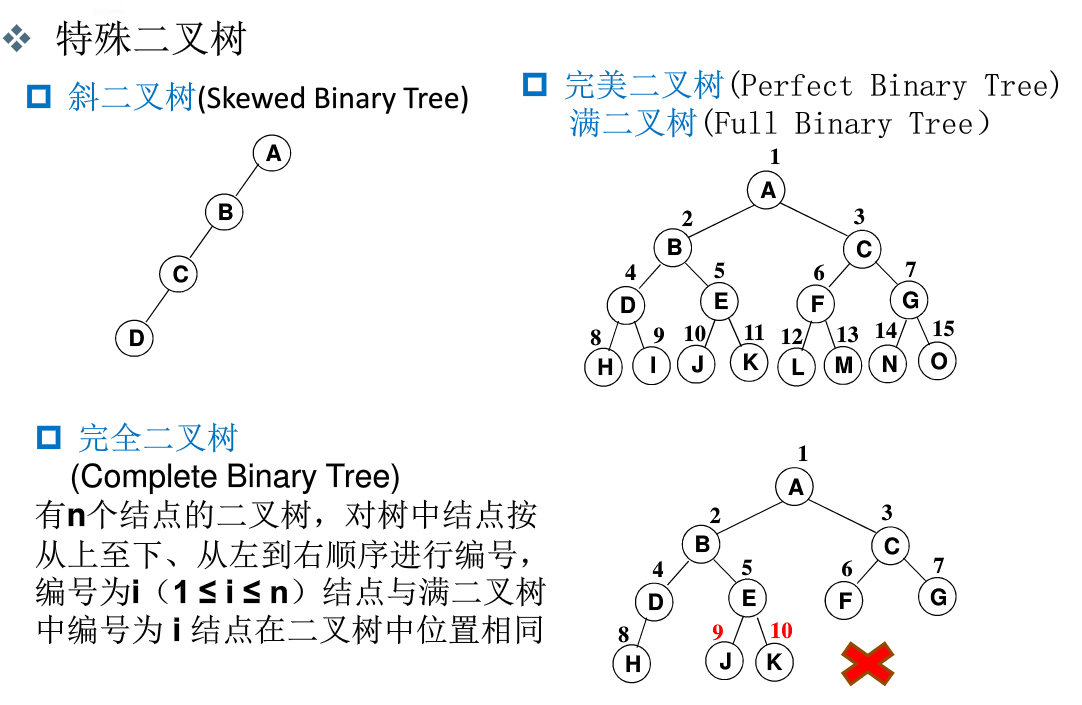 特殊二叉树
斜二叉树(Skewed Binary Tree)
A
B
C
D
完美二叉树(Perfect Binary Tree)
满二叉树(Full Binary Tree）
1
A
2 3
B C
4 5 6 7
D E F G
8 9 10 11 12 13 14 15
H I J K L M N O
完全二叉树
(Complete Binary Tree)
有n个结点的二叉树，对树中结点按
从上至下、从左到右顺序进行编号，
编号为i（1 ≤ i ≤ n）结点与满二叉树
中编号为 i 结点在二叉树中位置相同
1
A
2 3
B C
4 5 6 7
D E F G
8 9 10
H J K